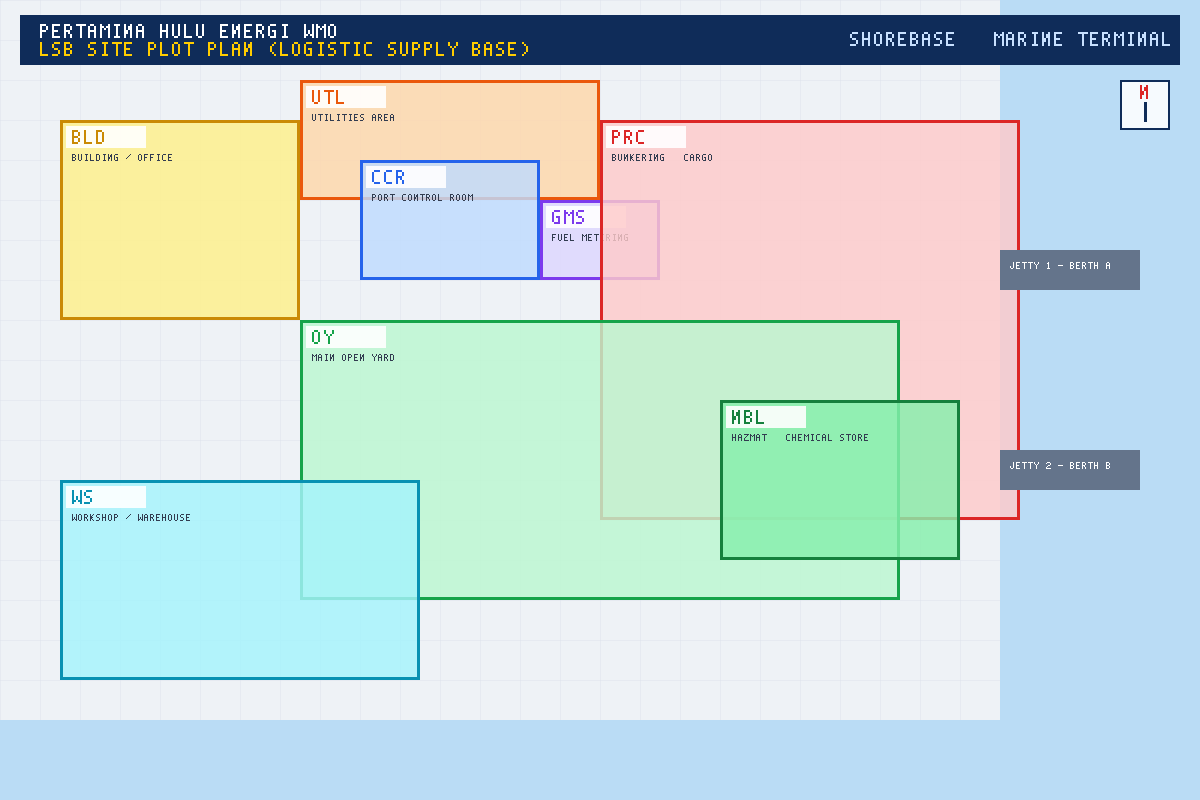 PERTAMINA HULU ENERGI WMO
LSB SITE PLOT PLAN (LOGISTIC SUPPLY BASE)
SHOREBASE MARINE TERMINAL
N
UTL
UTILITIES AREA
BLD
BUILDING / OFFICE
PRC
BUNKERING CARGO
CCR
PORT CONTROL ROOM
GMS
FUEL METERING
JETTY 1 - BERTH A
OY
MAIN OPEN YARD
NBL
HAZMAT CHEMICAL STORE
JETTY 2 - BERTH B
WS
WORKSHOP / WAREHOUSE